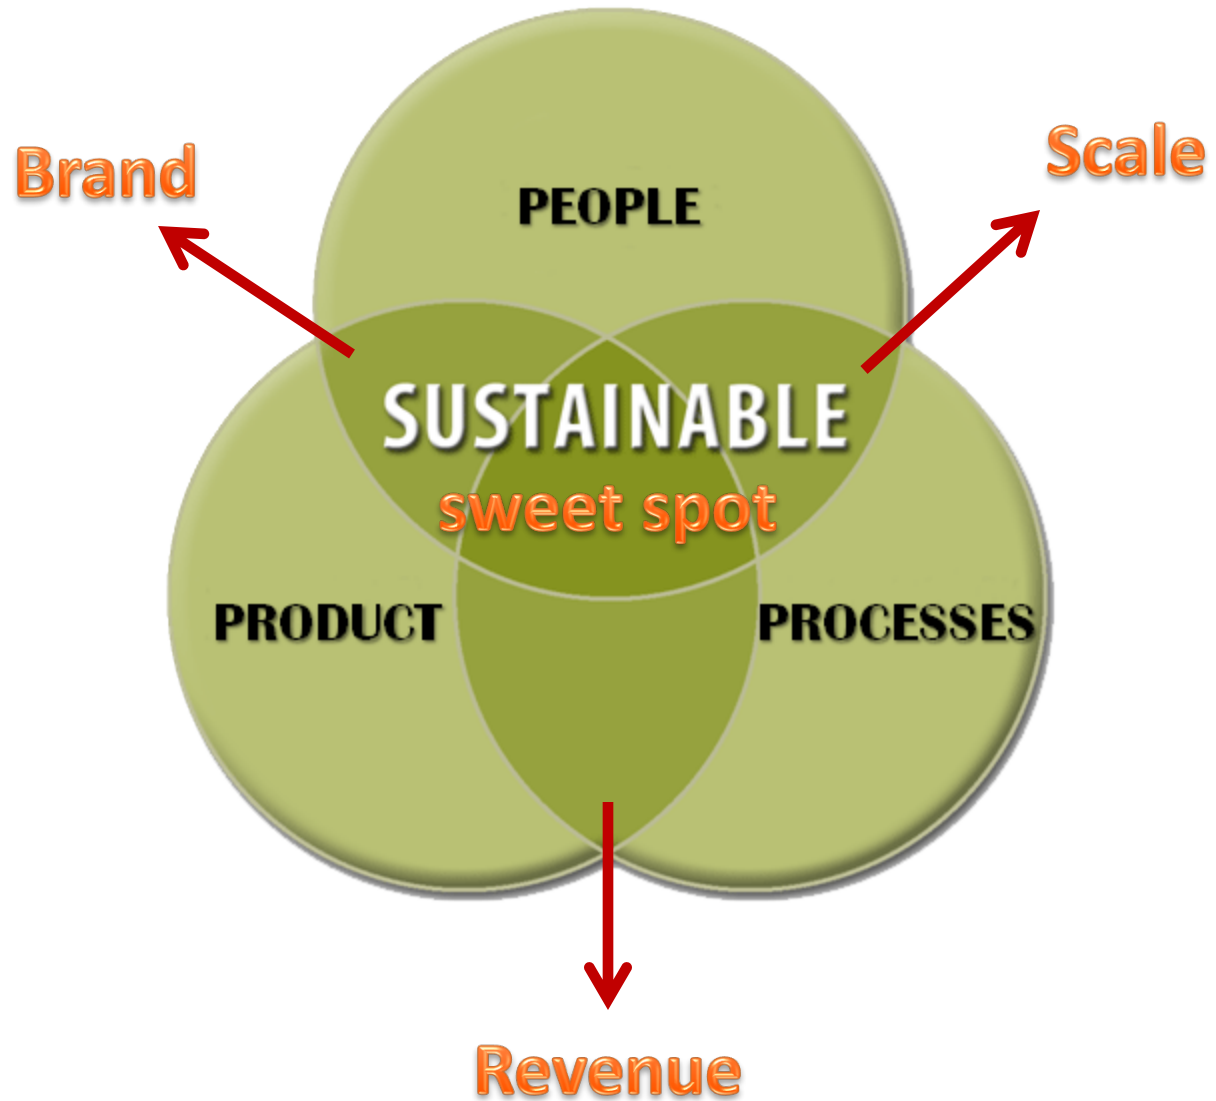 Scale
Brand
PEOPLE
SUSTAINABLE
sweet spot
PRODUCT
PROCESSES
Revenue